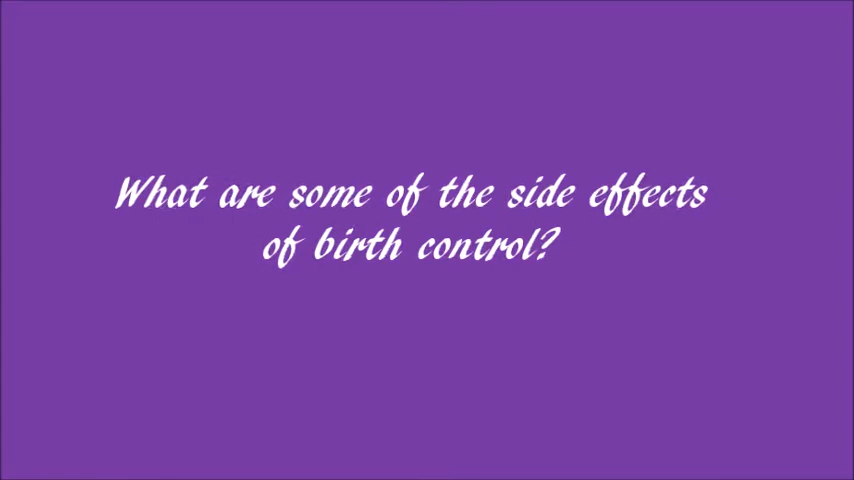 What are some of the side effects
of birth control?